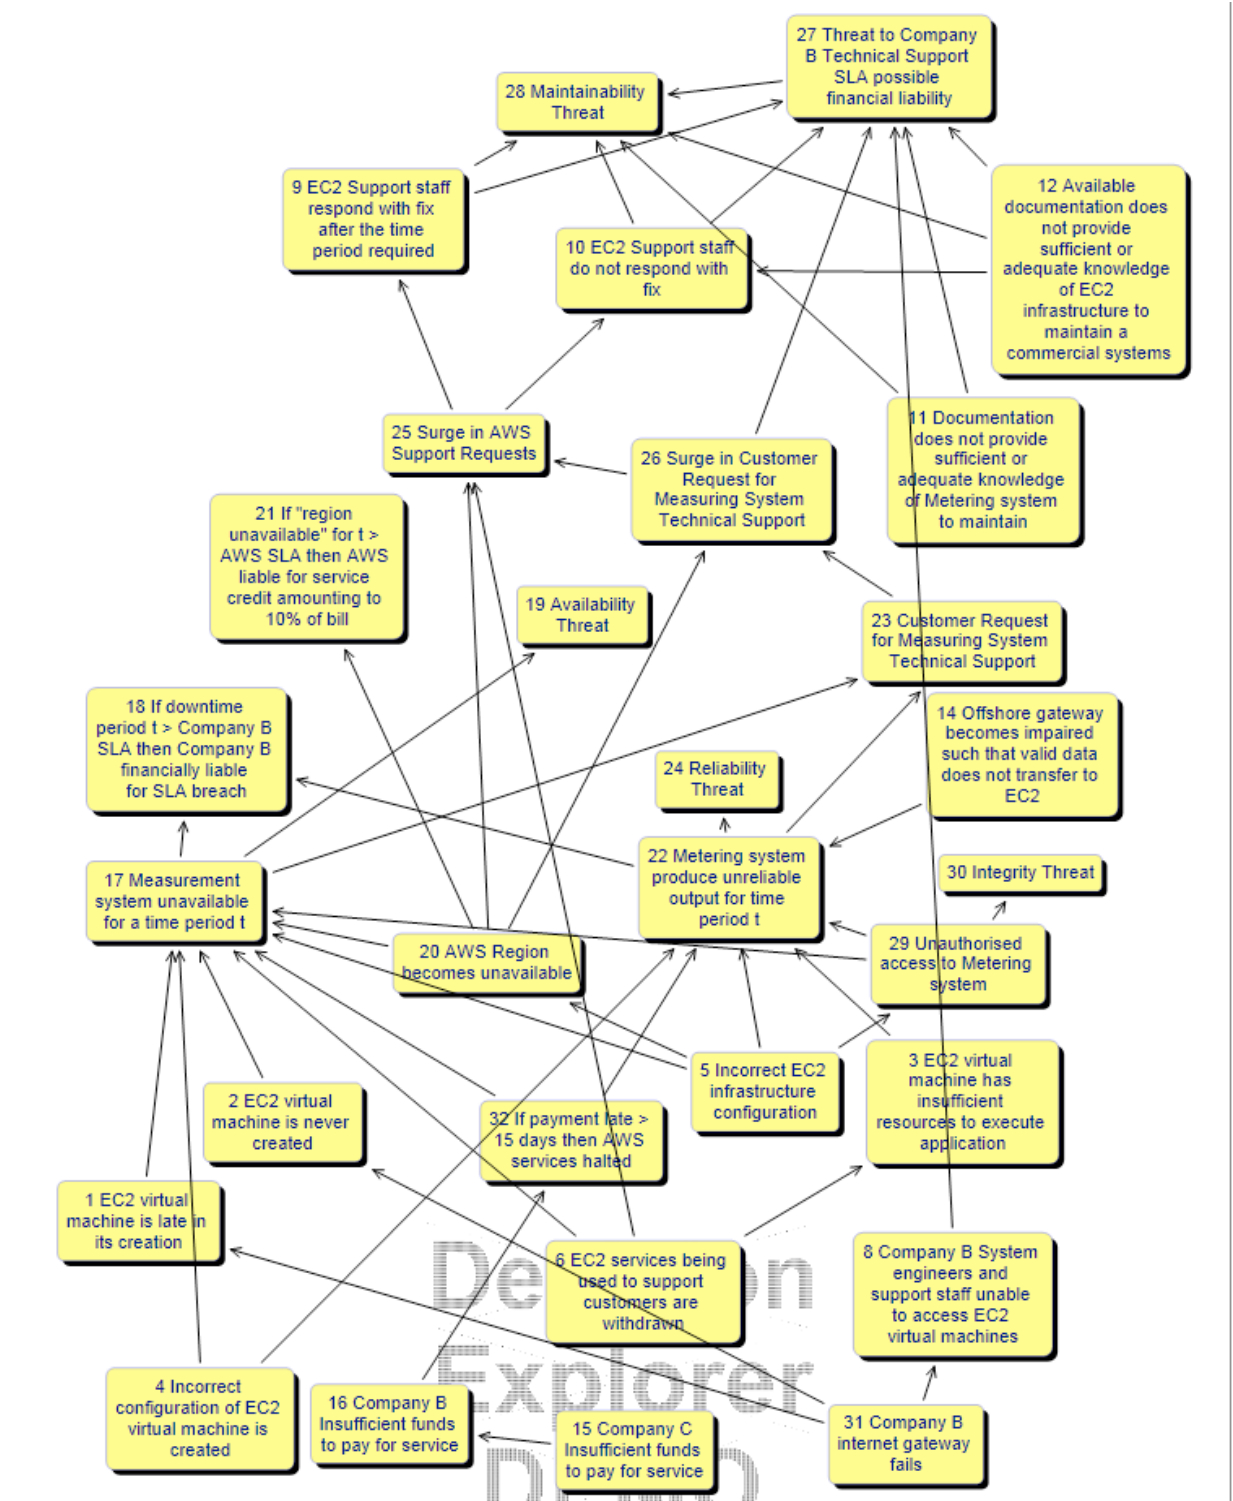 27 Threat to Company
B Technical Support
SLA possible
financial liability
28 Maintainability
Threat
9 EC2 Support staff
respond with fix
after the time
period required
12 Available
documentation does
not provide
sufficient or
adequate knowledge
of EC2
infrastructure to
maintain a
commercial systems
10 EC2 Support staff
do not respond with
fix
11 Documentation
does not provide
sufficient or
adequate knowledge
of Metering system
to maintain
25 Surge in AWS
Support Requests
26 Surge in Customer
Request for
Measuring System
Technical Support
21 If "region
unavailable" for t >
AWS SLA then AWS
liable for service
credit amounting to
10% of bill
19 Availability
Threat
23 Customer Request
for Measuring System
Technical Support
18 If downtime
period t > Company B
SLA then Company B
financially liable
for SLA breach
14 Offshore gateway
becomes impaired
such that valid data
does not transfer to
EC2
24 Reliability
Threat
22 Metering system
produce unreliable
output for time
period t
30 Integrity Threat
17 Measurement
system unavailable
for a time period t
20 AWS Region
becomes unavailable
29 Unauthorised
access to Metering
system
5 Incorrect EC2
infrastructure
configuration
3 EC2 virtual
machine has
insufficient
resources to execute
application
2 EC2 virtual
machine is never
created
32 If payment late >
15 days then AWS
services halted
1 EC2 virtual
machine is late in
its creation
6 EC2 services being
used to support
customers are
withdrawn
8 Company B System
engineers and
support staff unable
to access EC2
virtual machines
4 Incorrect
configuration of EC2
virtual machine is
created
16 Company B
Insufficient funds
to pay for service
15 Company C
Insufficient funds
to pay for service
31 Company B
internet gateway
fails
Explorer